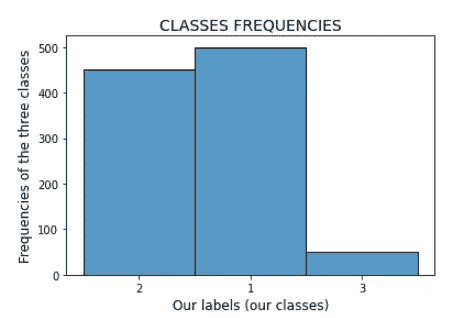 CLASSES FREQUENCIES
Frequencies of the three classes
500
400
300
200
100
0
2 1 3
Our labels (our classes)